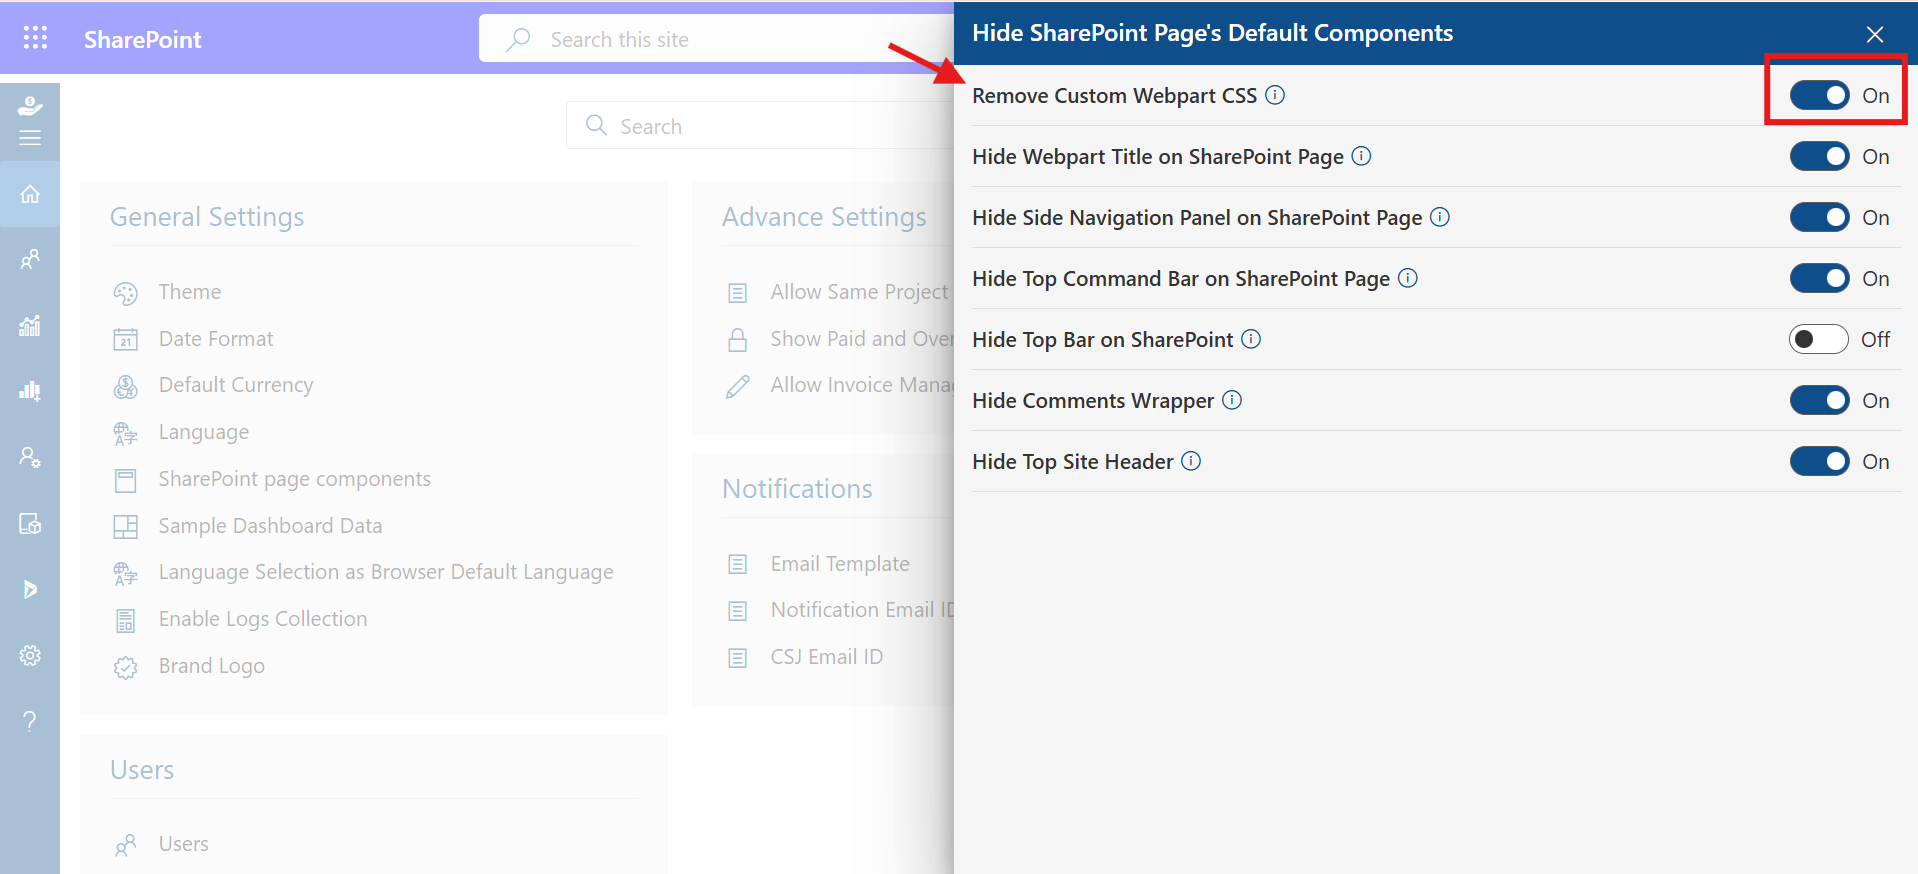 SharePoint
Search this site
Search
General Settings
Theme
Date Format
Default Currency
Language
SharePoint page components
Sample Dashboard Data
Language Selection as Browser Default Language
Enable Logs Collection
Brand Logo
Users
Users
Advance Settings
Allow Same Project
Show Paid and Over
Allow Invoice Mana
Notifications
Email Template
Notification Email ID
CSJ Email ID
Hide SharePoint Page's Default Components
Remove Custom Webpart CSS On
Hide Webpart Title on SharePoint Page On
Hide Side Navigation Panel on SharePoint Page On
Hide Top Command Bar on SharePoint Page On
Hide Top Bar on SharePoint Off
Hide Comments Wrapper On
Hide Top Site Header On